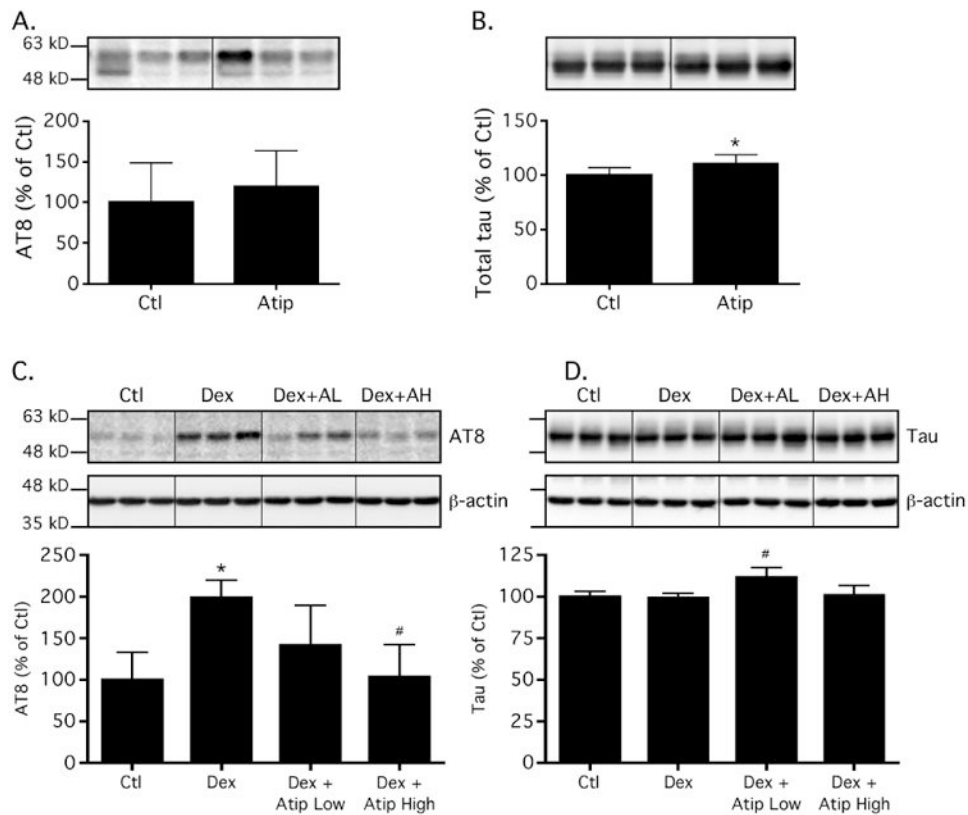 A.
63 kD
48 kD
AT8 (% of Ctl)
200
150
100
50
0
Ctl Atip
B.
Total tau (% of Ctl)
150
100
50
0
Ctl Atip
*
C.
Ctl Dex Dex+AL Dex+AH
63 kD
48 kD
AT8
48 kD
35 kD
β-actin
AT8 (% of Ctl)
250
200
150
100
50
0
*
#
Ctl Dex Dex + Dex +
Atip Low Atip High
D.
Ctl Dex Dex+AL Dex+AH
Tau
β-actin
Tau (% of Ctl)
125
100
75
50
25
0
#
Ctl Dex Dex + Dex +
Atip Low Atip High